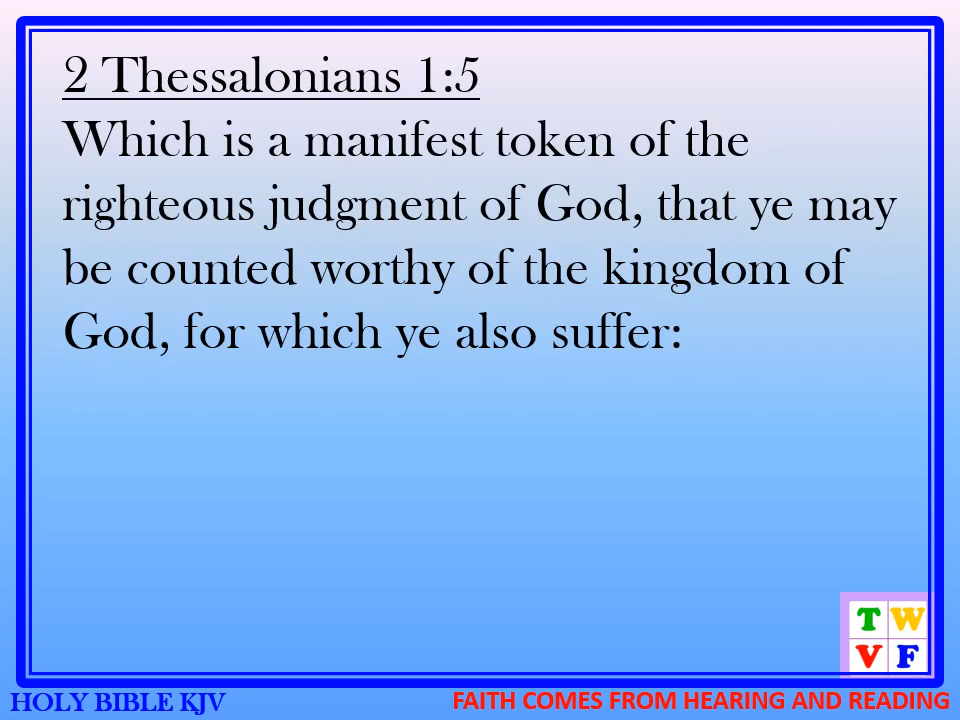 2 Thessalonians 1:5
Which is a manifest token of the
righteous judgment of God, that ye may
be counted worthy of the kingdom of
God, for which ye also suffer:
T W
V F
HOLY BIBLE KJV
FAITH COMES FROM HEARING AND READING